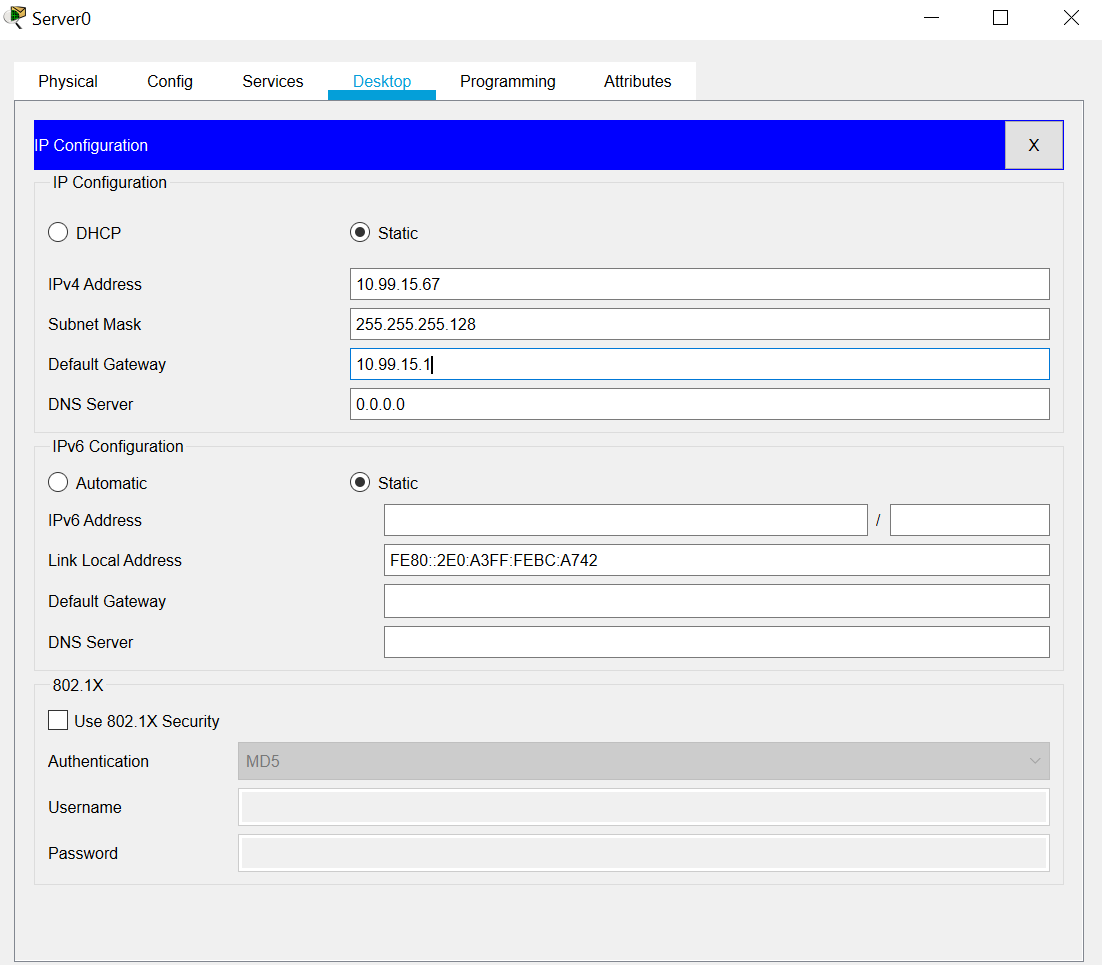 Server0
Physical Config Services Desktop Programming Attributes
IP Configuration X
IP Configuration
DHCP Static
IPv4 Address 10.99.15.67
Subnet Mask 255.255.255.128
Default Gateway 10.99.15.1
DNS Server 0.0.0.0
IPv6 Configuration
Automatic Static
IPv6 Address /
Link Local Address FE80::2E0:A3FF:FEBC:A742
Default Gateway
DNS Server
802.1X
Use 802.1X Security
Authentication MD5
Username
Password